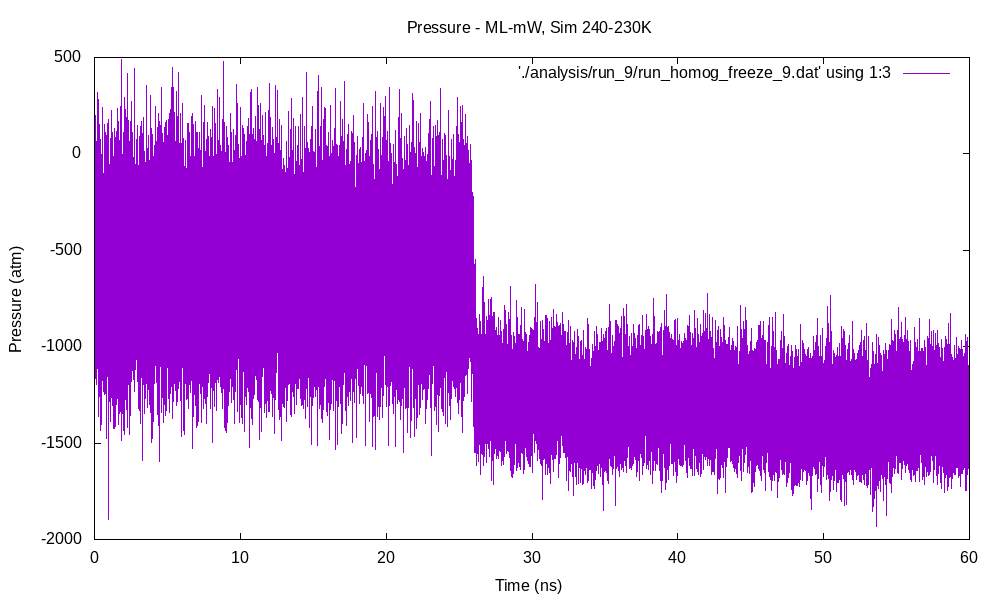 Pressure - ML-mW, Sim 240-230K
'./analysis/run_9/run_homog_freeze_9.dat' using 1:3
500
0
-500
-1000
-1500
-2000
Pressure (atm)
0 10 20 30 40 50 60
Time (ns)